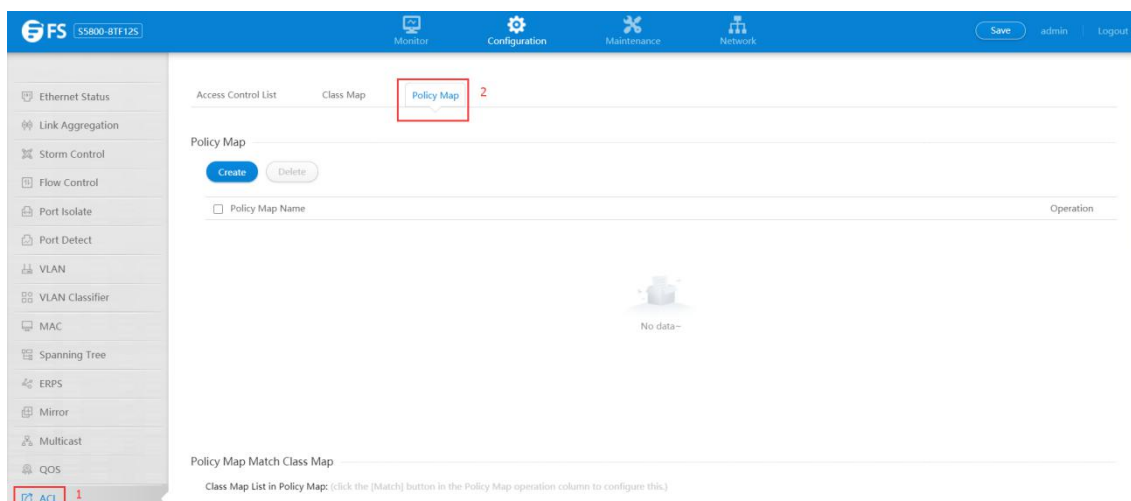 FS S5800-8TF12S
Monitor Configuration Maintenance Network
Save admin Logout
Ethernet Status
Link Aggregation
Storm Control
Flow Control
Port Isolate
Port Detect
VLAN
VLAN Classifier
MAC
Spanning Tree
ERPS
Mirror
Multicast
QOS
ACL 1
Access Control List Class Map Policy Map 2
Policy Map
Create Delete
Policy Map Name Operation
No data~
Policy Map Match Class Map
Class Map List in Policy Map: (click the [Match] button in the Policy Map operation column to configure this.)